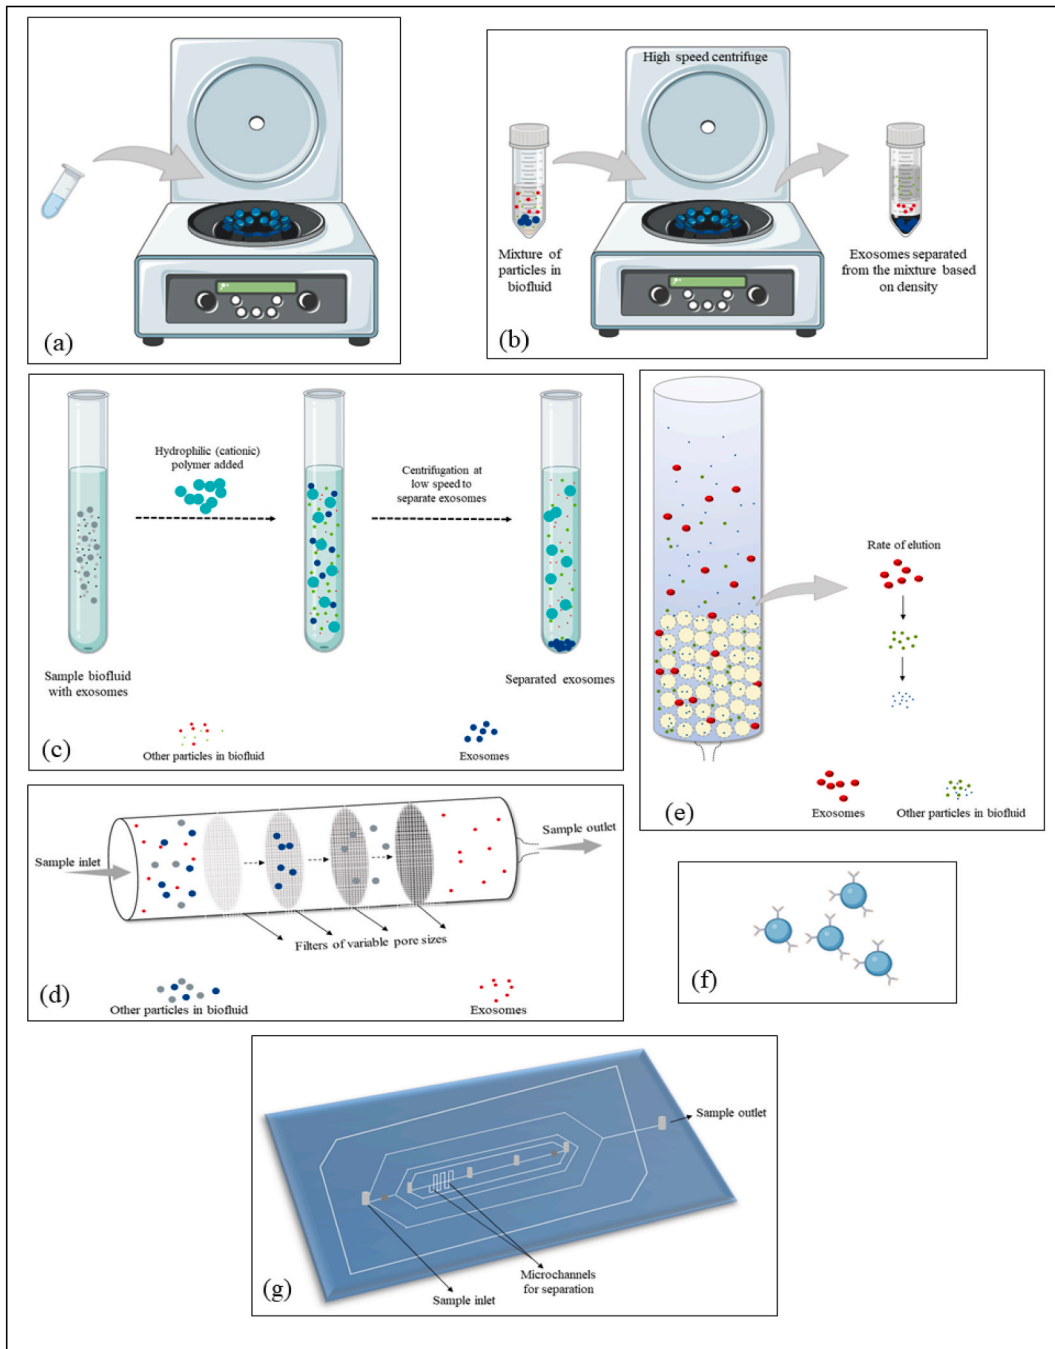 (a)
High speed centrifuge
Mixture of
particles in
biofluid
Exosomes separated
from the mixture based
on density
(b)
Hydrophilic (cationic)
polymer added
Centrifugation at
low speed to
separate exosomes
Sample biofluid
with exosomes
Separated exosomes
Other particles in biofluid
Exosomes
(c)
Rate of elution
Exosomes
Other particles in biofluid
(e)
Sample inlet
Sample outlet
Filters of variable pore sizes
Other particles in biofluid
Exosomes
(d)
(f)
Sample outlet
Microchannels
for separation
Sample inlet
(g)